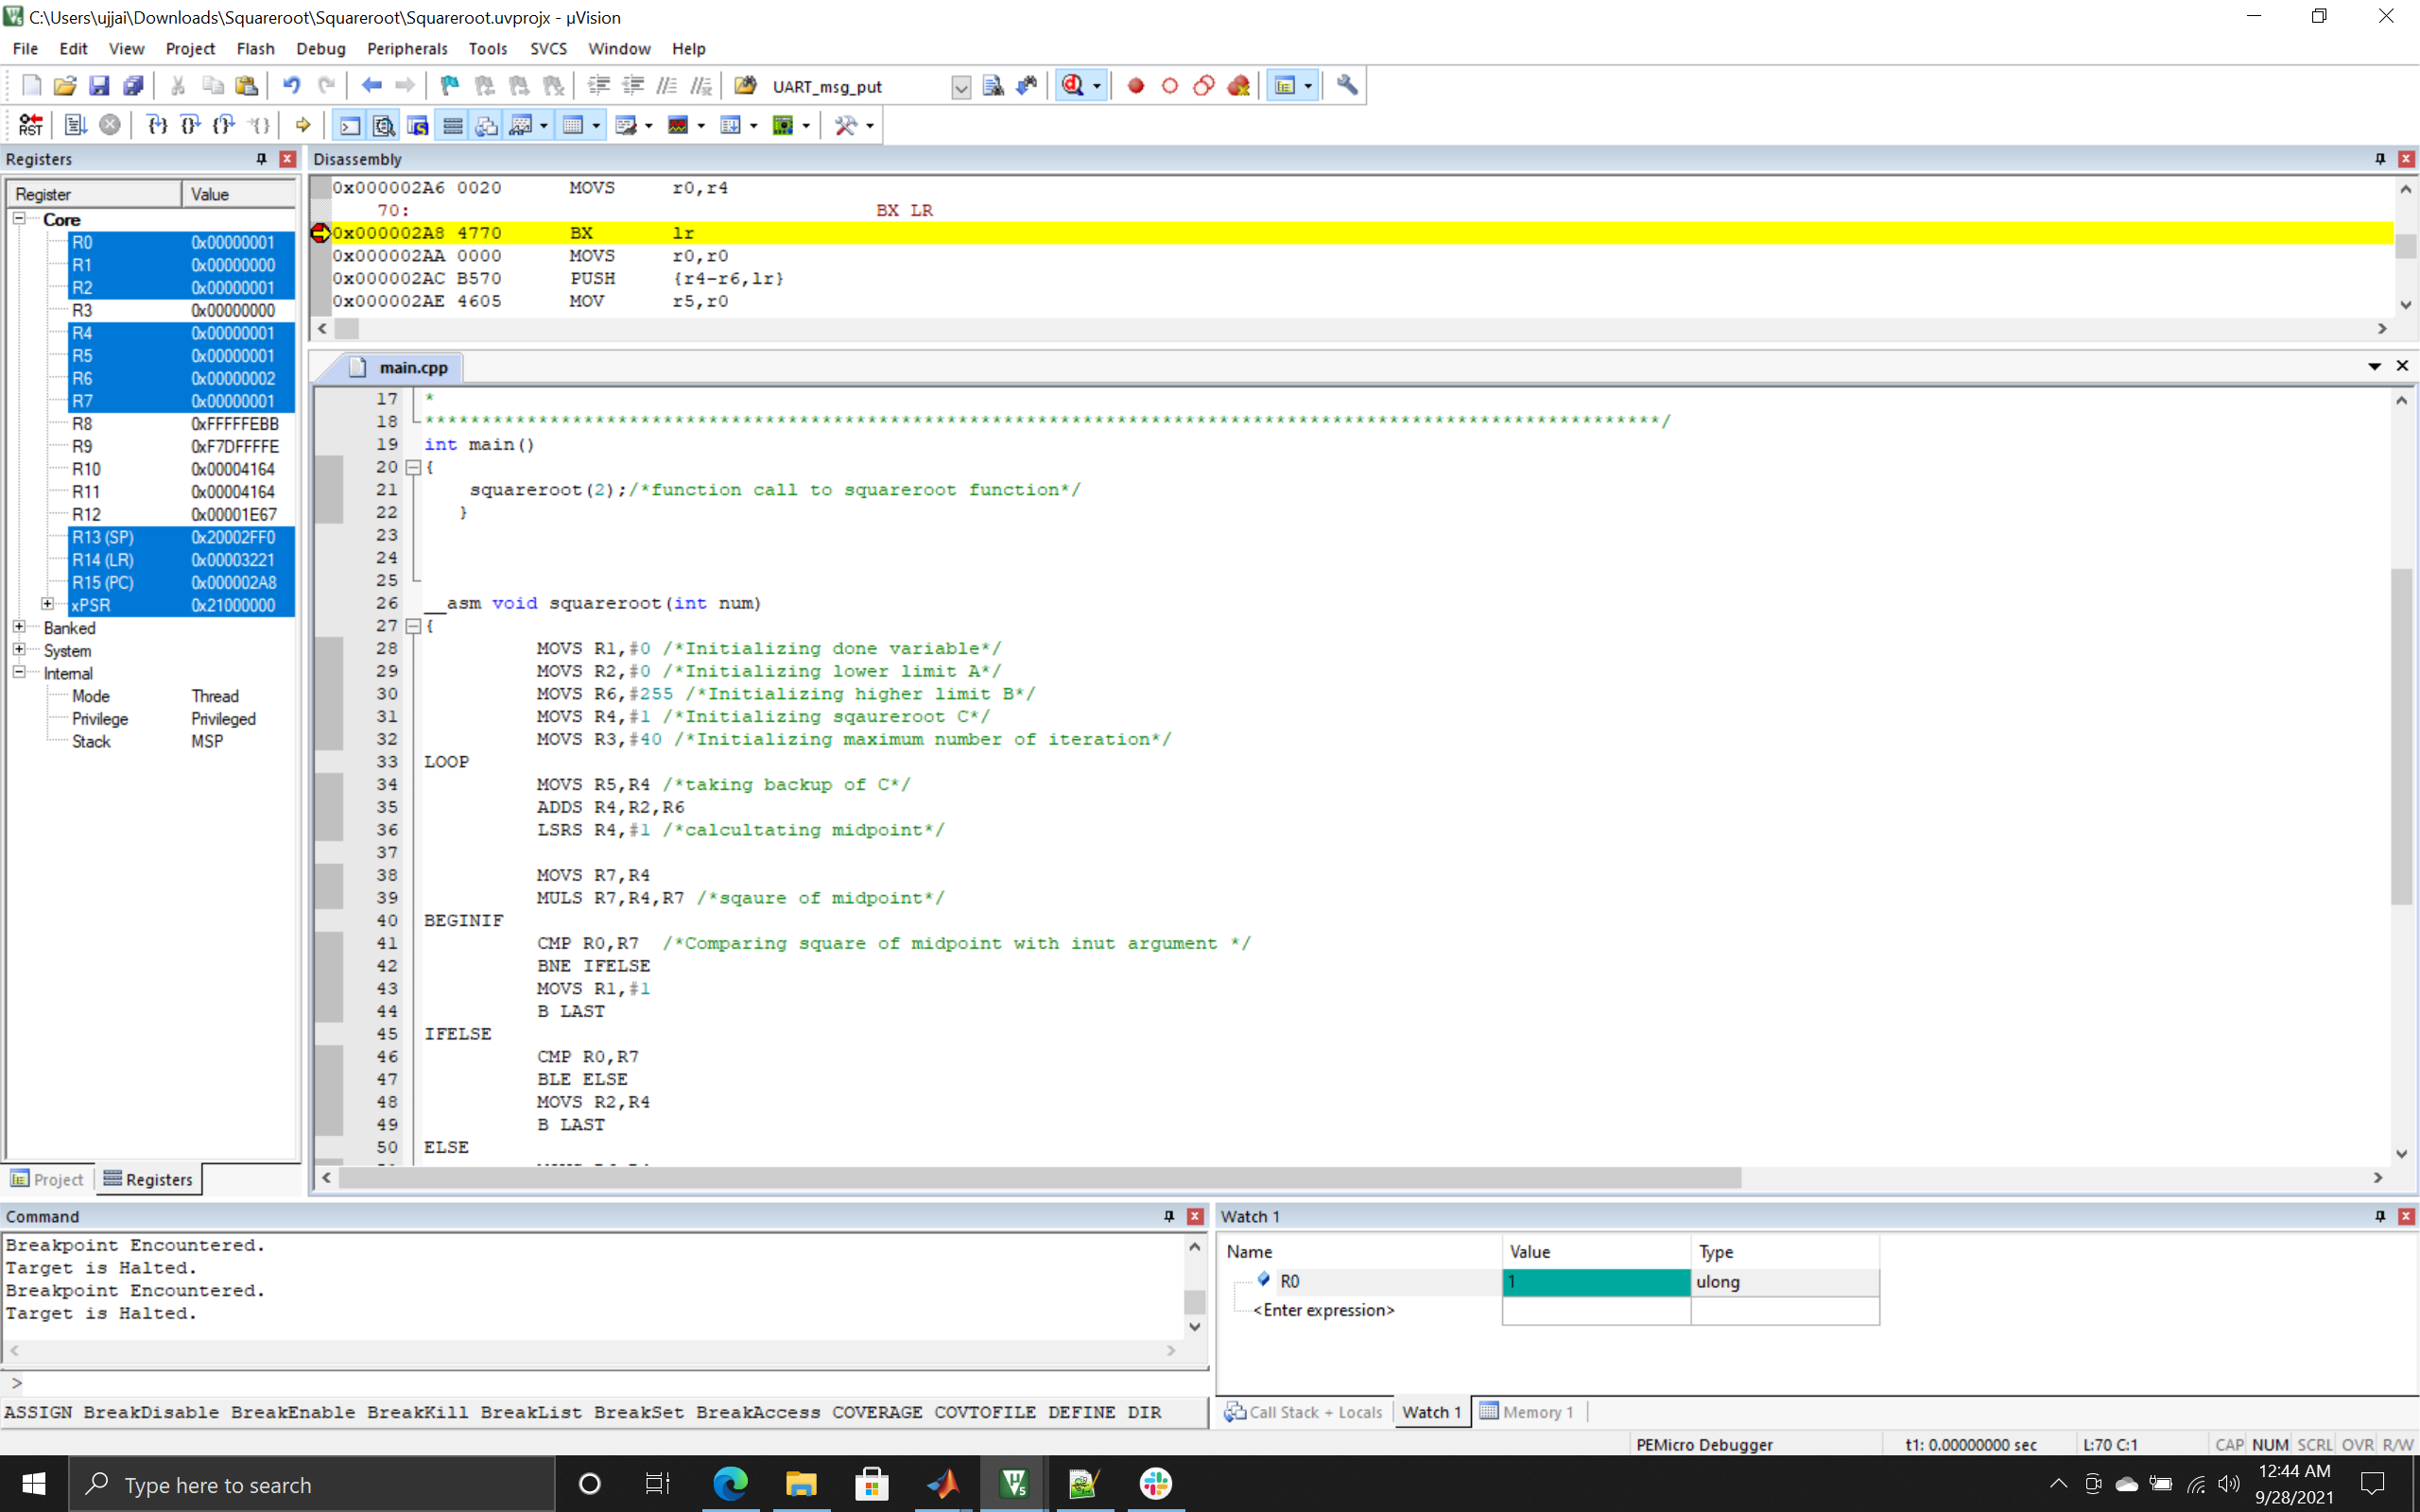 C:\Users\ujjai\Downloads\Squareroot\Squareroot\Squareroot.uvprojx - µVision
File Edit View Project Flash Debug Peripherals Tools SVCS Window Help
UART_msg_put
RST
Registers
Register Value
Core
R0 0x00000001
R1 0x00000000
R2 0x00000001
R3 0x00000000
R4 0x00000001
R5 0x00000001
R6 0x00000002
R7 0x00000001
R8 0xFFFFFEBB
R9 0xF7DFFFFE
R10 0x00004164
R11 0x00004164
R12 0x00001E67
R13 (SP) 0x20002FF0
R14 (LR) 0x00003221
R15 (PC) 0x000002A8
xPSR 0x21000000
Banked
System
Internal
Mode Thread
Privilege Privileged
Stack MSP
Project Registers
Disassembly
0x000002A6 0020 MOVS r0,r4
70: BX LR
0x000002A8 4770 BX lr
0x000002AA 0000 MOVS r0,r0
0x000002AC B570 PUSH {r4-r6,lr}
0x000002AE 4605 MOV r5,r0
main.cpp
17 *
18 **************************************************************************************************************/
19 int main()
20 {
21 squareroot(2);/*function call to squareroot function*/
22 }
23
24
25
26 __asm void squareroot(int num)
27 {
28 MOVS R1,#0 /*Initializing done variable*/
29 MOVS R2,#0 /*Initializing lower limit A*/
30 MOVS R6,#255 /*Initializing higher limit B*/
31 MOVS R4,#1 /*Initializing sqaureroot C*/
32 MOVS R3,#40 /*Initializing maximum number of iteration*/
33 LOOP
34 MOVS R5,R4 /*taking backup of C*/
35 ADDS R4,R2,R6
36 LSRS R4,#1 /*calcultating midpoint*/
37
38 MOVS R7,R4
39 MULS R7,R4,R7 /*sqaure of midpoint*/
40 BEGINIF
41 CMP R0,R7 /*Comparing square of midpoint with inut argument */
42 BNE IFELSE
43 MOVS R1,#1
44 B LAST
45 IFELSE
46 CMP R0,R7
47 BLE ELSE
48 MOVS R2,R4
49 B LAST
50 ELSE
Command
Breakpoint Encountered.
Target is Halted.
Breakpoint Encountered.
Target is Halted.
>
ASSIGN BreakDisable BreakEnable BreakKill BreakList BreakSet BreakAccess COVERAGE COVTOFILE DEFINE DIR
Watch 1
Name Value Type
R0 1 ulong
<Enter expression>
Call Stack + Locals Watch 1 Memory 1
PEMicro Debugger t1: 0.00000000 sec L:70 C:1 CAP NUM SCRL OVR R/W
Type here to search
12:44 AM
9/28/2021